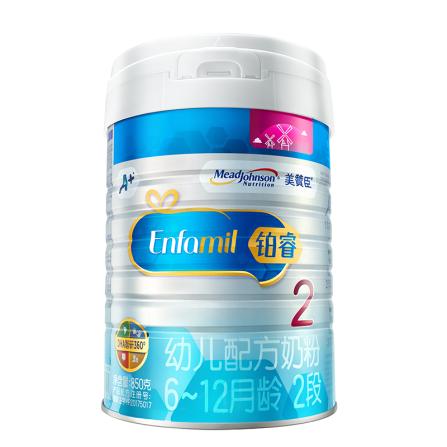 A+
MeadJohnson
Nutrition
美赞臣
Enfamil 铂睿
2
幼儿配方奶粉
6~12月龄 2段
净含量:850克